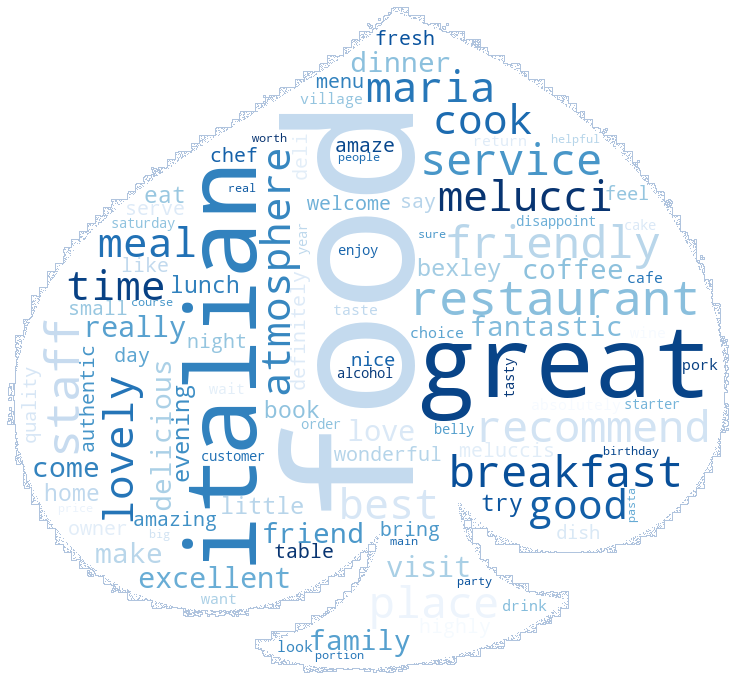 fresh
dinner
menu
maria
village
cook
worth
amaze
chef
people
deli
service
return
helpful
real
eat
welcome
say
melucci
feel
serve
saturday
atmosphere
disappoint
cake
meal
year
enjoy
sure
friendly
like
italian
food
bexley
coffee
cafe
time
lunch
course
definitely
restaurant
small
taste
really
choice
fantastic
night
day
nice
great
staff
authentic
alcohol
tasty
pork
wait
quality
lovely
delicious
evening
book
absolutely
starter
order
love
belly
recommend
customer
come
wonderful
meluccis
birthday
breakfast
home
price
little
best
try
good
pasta
amazing
owner
big
friend
bring
dish
make
table
main
visit
excellent
party
want
place
drink
highly
family
look
portion